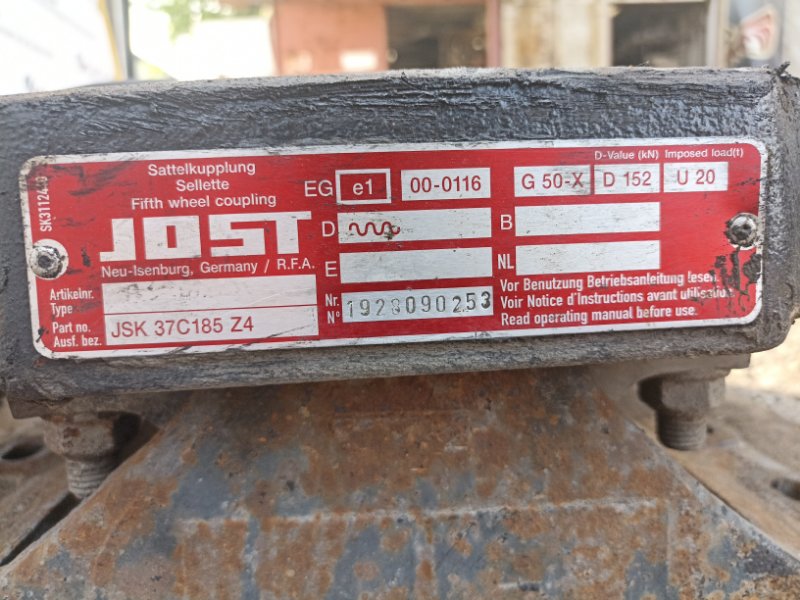 SK3112440
Sattelkupplung
Sellette
Fifth wheel coupling
JOST
Neu-Isenburg, Germany / R.F.A.
EG e1 00-0116
D-Value (kN) Imposed load(t)
G 50-X D 152 U 20
D
B
E
NL
Artikelnr.
Type
Part no.
Ausf. bez.
JSK 37C185 Z4
Nr.
N° 1928090253
Vor Benutzung Betriebsanleitung lesen.
Voir Notice d'Instructions avant utilisation
Read operating manual before use.